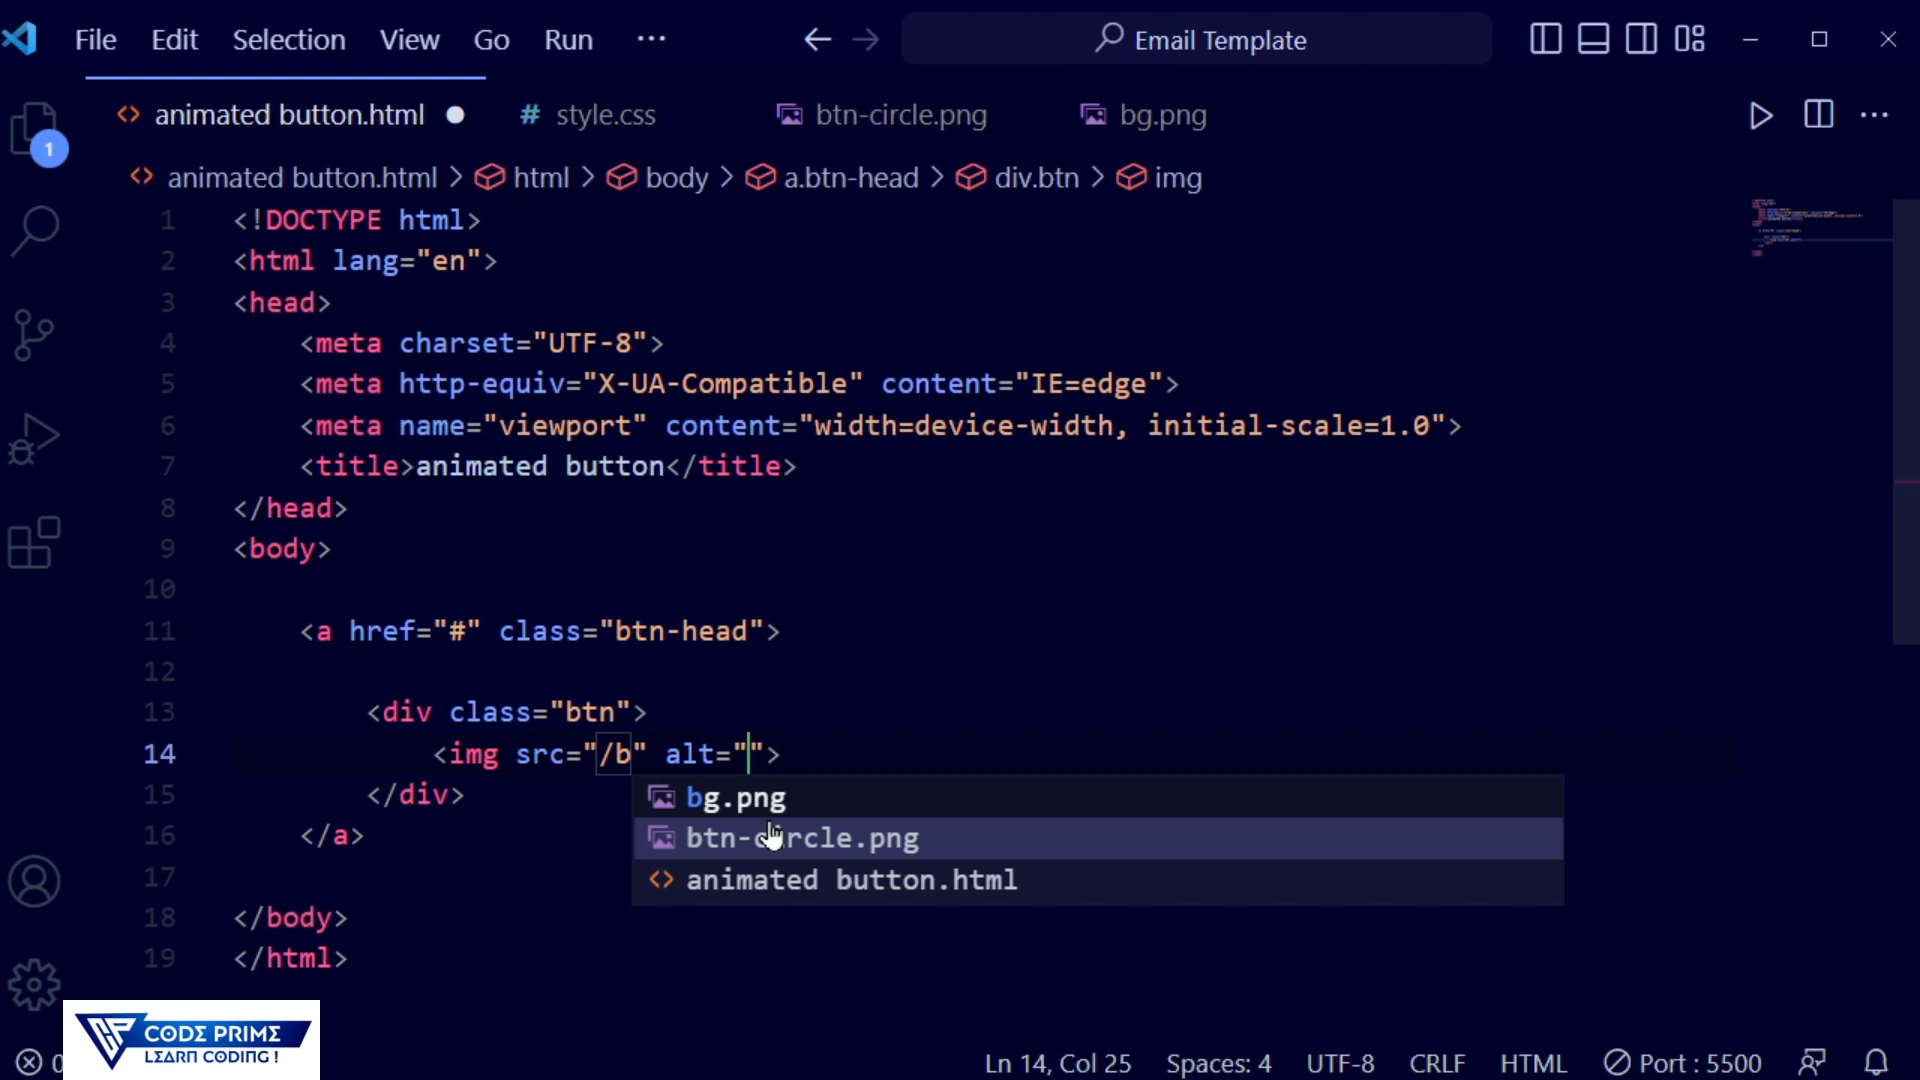 File Edit Selection View Go Run ··· Email Template
animated button.html # style.css btn-circle.png bg.png
1
animated button.html > html > body > a.btn-head > div.btn > img
1 <!DOCTYPE html>
2 <html lang="en">
3 <head>
4 <meta charset="UTF-8">
5 <meta http-equiv="X-UA-Compatible" content="IE=edge">
6 <meta name="viewport" content="width=device-width, initial-scale=1.0">
7 <title>animated button</title>
8 </head>
9 <body>
10
11 <a href="#" class="btn-head">
12
13 <div class="btn">
14 <img src="/b" alt="">
15 </div>
bg.png
16 </a>
btn-circle.png
17
animated button.html
18 </body>
19 </html>
CODE PRIME
LEARN CODING !
0 Ln 14, Col 25 Spaces: 4 UTF-8 CRLF HTML Port : 5500